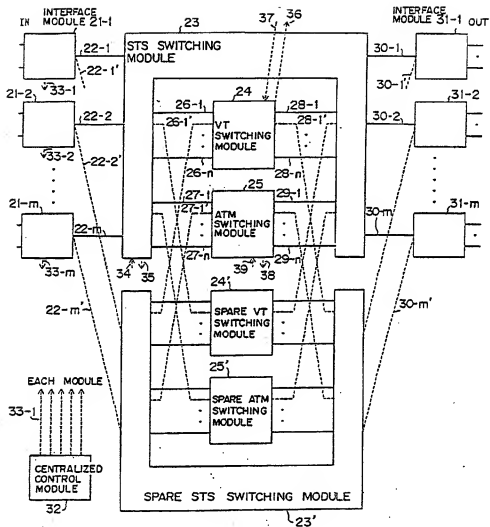 INTERFACE
MODULE 21-1
IN
23
37
36
INTERFACE
MODULE 31-1
OUT
22-1
STS SWITCHING
MODULE
30-1
22-1'
33-1
30-1'
21-2
22-2
24
26-1
26-1'
VT
SWITCHING
MODULE
28-1
28-1'
30-2
31-2
33-2
22-2'
26-n
28-n
27-1
27-1'
25
29-1
ATM
SWITCHING
MODULE
21-m
22-m
30-m
31-m
27-n
29-n
33-m
34
35
39
38
24'
22-m'
30-m'
SPARE VT
SWITCHING
MODULE
25'
EACH MODULE
33-1
SPARE ATM
SWITCHING
MODULE
CENTRALIZED
CONTROL
MODULE
32
SPARE STS SWITCHING MODULE
23'